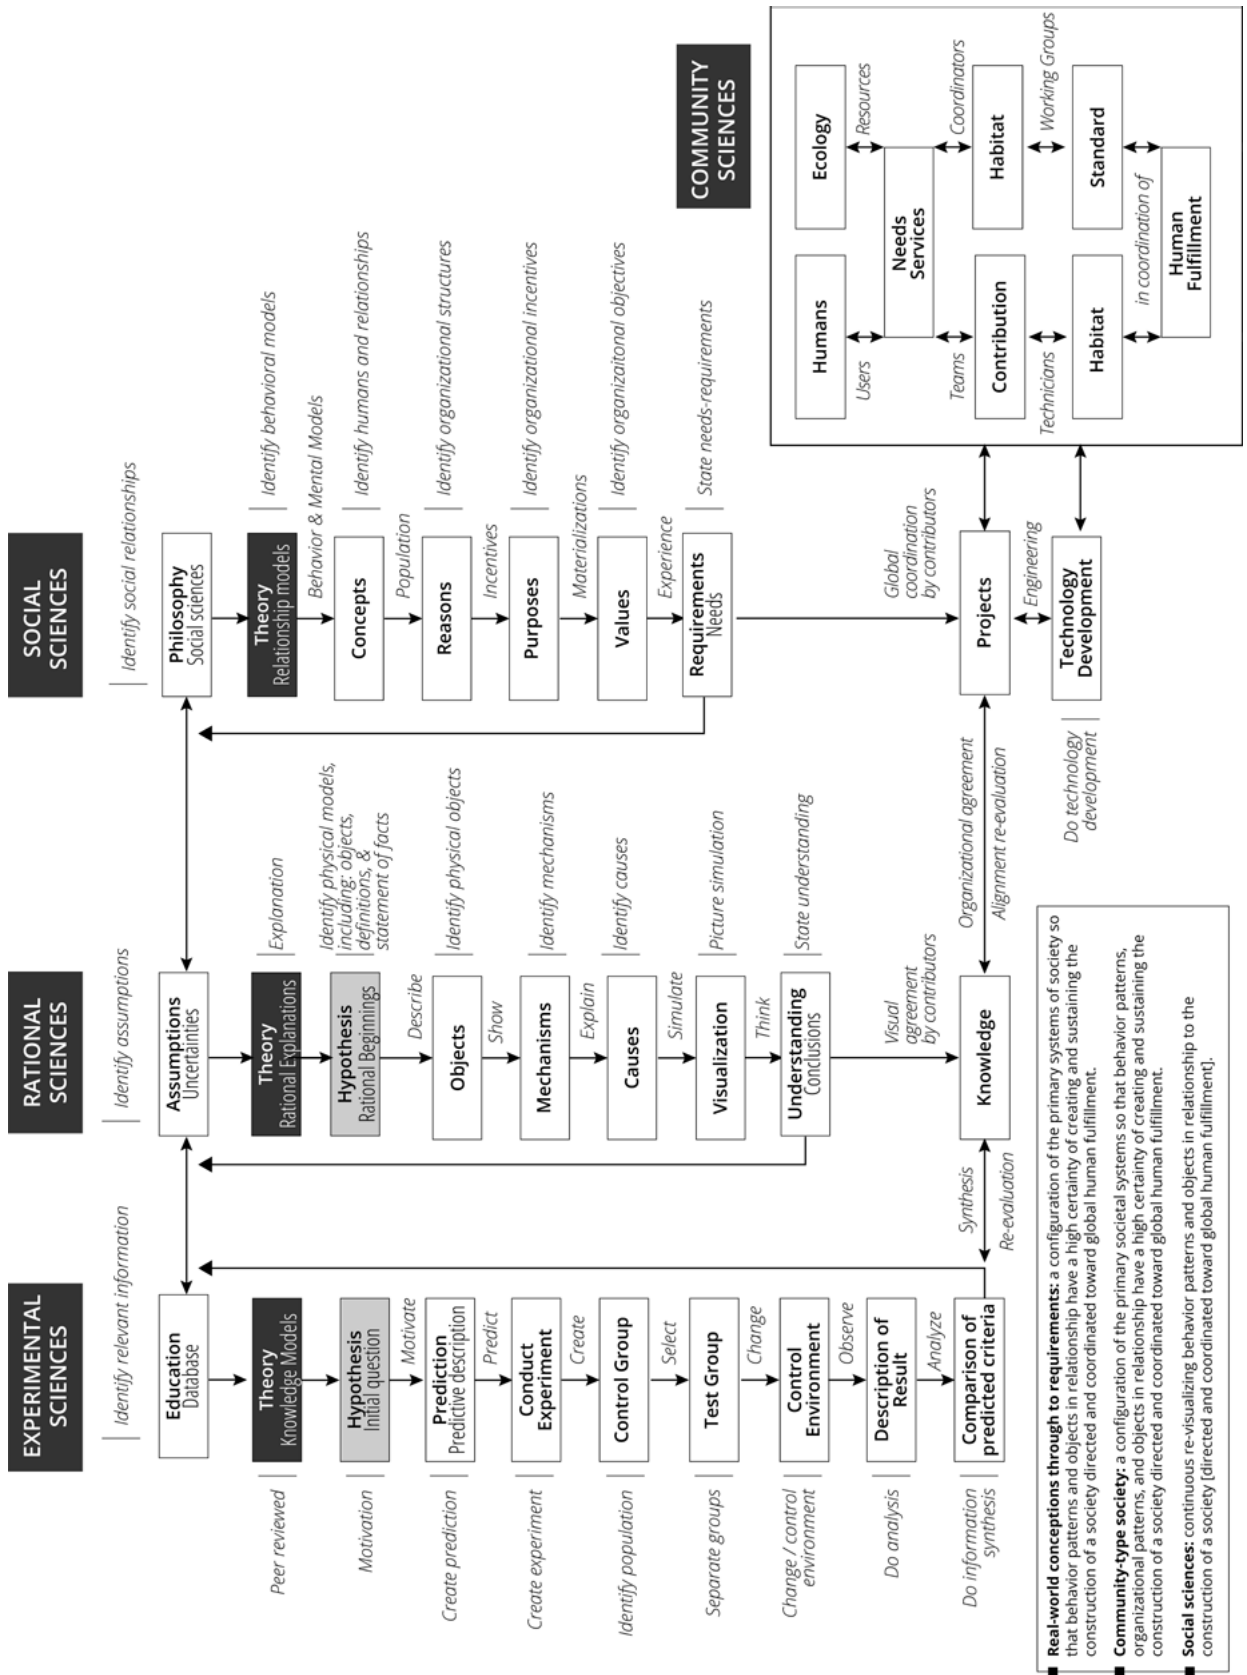 EXPERIMENTAL
SCIENCES
Identify relevant information
Education
Database
Theory
Knowledge Models
Peer reviewed
Hypothesis
Initial question
Motivation
Motivate
Prediction
Predictive description
Create prediction
Predict
Conduct
Experiment
Create experiment
Create
Control Group
Identify population
Select
Test Group
Separate groups
Change
Control
Environment
Change / control
environment
Observe
Description of
Result
Do analysis
Analyze
Comparison of
predicted criteria
Do information
synthesis
RATIONAL
SCIENCES
Identify assumptions
Assumptions
Uncertainties
Theory
Rational Explanations
Explanation
Hypothesis
Rational Beginnings
Identify physical models,
including: objects,
definitions, &
statement of facts
Describe
Objects
Identify physical objects
Show
Mechanisms
Identify mechanisms
Explain
Causes
Identify causes
Simulate
Visualization
Picture simulation
Think
Understanding
Conclusions
State understanding
Visual
agreement
by contributors
Synthesis
Re-evaluation
Knowledge
Organizational agreement
Alignment re-evaluation
SOCIAL
SCIENCES
Identify social relationships
Philosophy
Social sciences
Theory
Relationship models
Identify behavioral models
Behavior & Mental Models
Concepts
Identify humans and relationships
Population
Reasons
Identify organizational structures
Incentives
Purposes
Identify organizational incentives
Materializations
Values
Identify organizaitonal objectives
Experience
Requirements
Needs
State needs-requirements
Global
coordination
by contributors
Projects
Engineering
Technology
Development
Do technology
development
COMMUNITY
SCIENCES
Humans
Ecology
Users
Resources
Needs
Services
Teams
Coordinators
Contribution
Habitat
Technicians
Working Groups
Habitat
Standard
in coordination of
Human
Fulfillment
■ Real-world conceptions through to requirements: a configuration of the primary systems of society so
that behavior patterns and objects in relationship have a high certainty of creating and sustaining the
construction of a society directed and coordinated toward global human fulfillment.
■ Community-type society: a configuration of the primary societal systems so that behavior patterns,
organizational patterns, and objects in relationship have a high certainty of creating and sustaining the
construction of a society directed and coordinated toward global human fulfillment.
■ Social sciences: continuous re-visualizing behavior patterns and objects in relationship to the
construction of a society [directed and coordinated toward global human fulfillment].